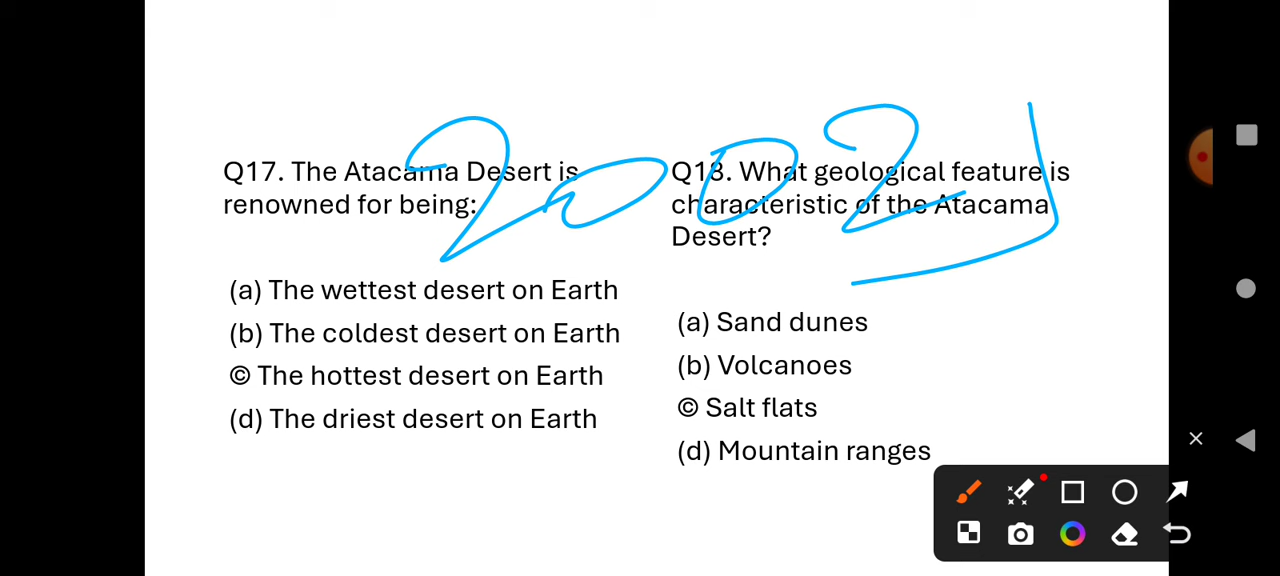 Q17. The Atacama Desert is
renowned for being:
(a) The wettest desert on Earth
(b) The coldest desert on Earth
© The hottest desert on Earth
(d) The driest desert on Earth
Q18. What geological feature is
characteristic of the Atacama
Desert?
(a) Sand dunes
(b) Volcanoes
© Salt flats
(d) Mountain ranges